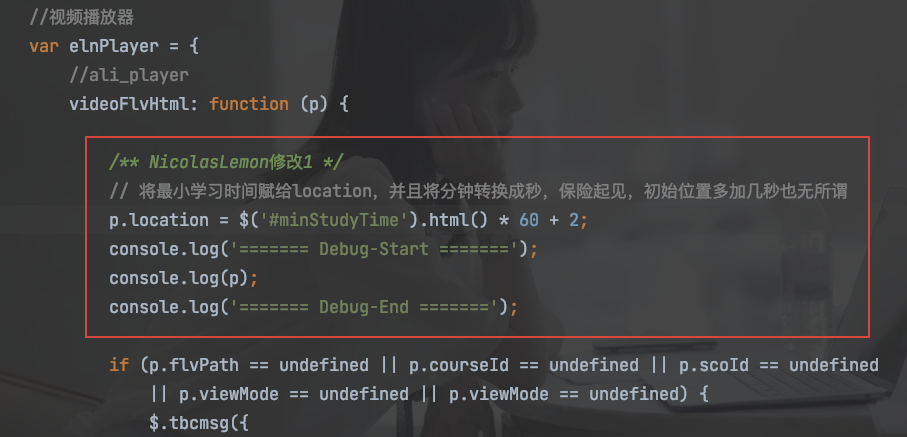 //视频播放器
var elnPlayer = {
//ali_player
videoFlvHtml: function (p) {
/** NicolasLemon修改1 */
// 将最小学习时间赋给location，并且将分钟转换成秒，保险起见，初始位置多加几秒也无所谓
p.location = $('#minStudyTime').html() * 60 + 2;
console.log('======= Debug-Start =======');
console.log(p);
console.log('======= Debug-End =======');
if (p.flvPath == undefined || p.courseId == undefined || p.scoId == undefined
|| p.viewMode == undefined || p.viewMode == undefined) {
$.tbcmsg({